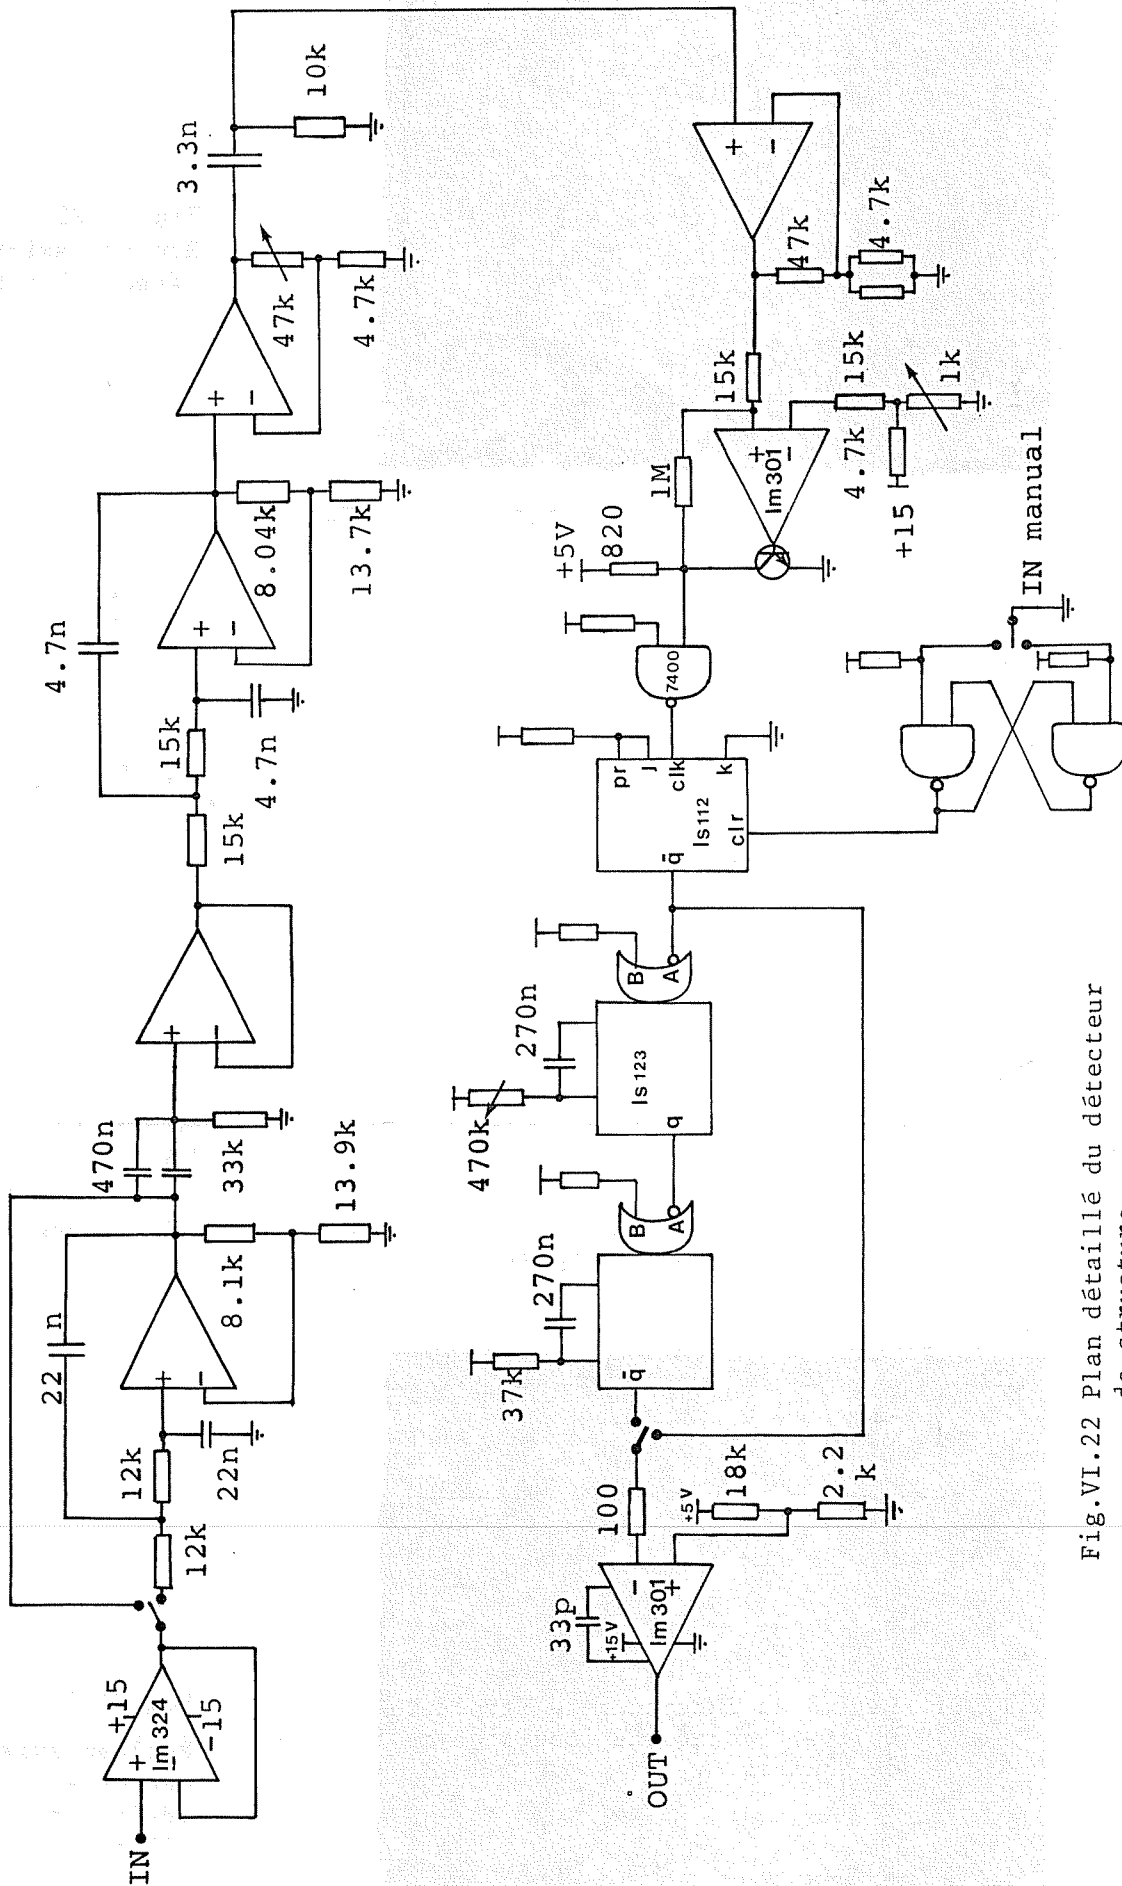 IN
+15
lm324
-15
+
-
12k
12k
22 n
22n
+
-
8.1k
13.9k
470n
33k
+
-
15k
15k
4.7n
4.7n
+
-
8.04k
13.7k
+
-
47k
4.7k
3.3n
10k
+
-
47k
4.7k
15k
+
-
lm301
15k
1k
4.7k
+15
1M
+5V
820
7400
pr
j
clk
k
ls112
clr
q̄
IN manual
B
A
270n
470k
ls123
q
B
A
270n
37k
q̄
100
18k
+5V
2.2
k
33p
+15V
-
+
lm301
OUT
Fig.VI.22 Plan détaillé du détecteur
de structure